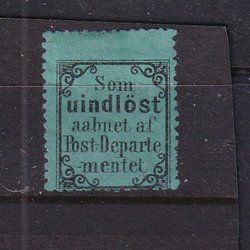 Som
uindlöst
aabnet af
Post-Departe
-mentet